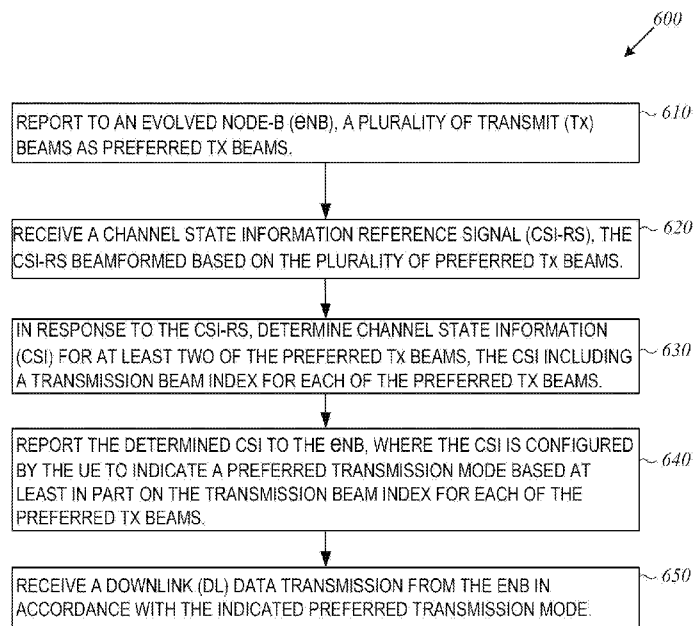 600
REPORT TO AN EVOLVED NODE-B (eNB), A PLURALITY OF TRANSMIT (Tx)
BEAMS AS PREFERRED TX BEAMS.
610
RECEIVE A CHANNEL STATE INFORMATION REFERENCE SIGNAL (CSI-RS), THE
CSI-RS BEAMFORMED BASED ON THE PLURALITY OF PREFERRED Tx BEAMS.
620
IN RESPONSE TO THE CSI-RS, DETERMINE CHANNEL STATE INFORMATION
(CSI) FOR AT LEAST TWO OF THE PREFERRED TX BEAMS, THE CSI INCLUDING
A TRANSMISSION BEAM INDEX FOR EACH OF THE PREFERRED TX BEAMS.
630
REPORT THE DETERMINED CSI TO THE eNB, WHERE THE CSI IS CONFIGURED
BY THE UE TO INDICATE A PREFERRED TRANSMISSION MODE BASED AT
LEAST IN PART ON THE TRANSMISSION BEAM INDEX FOR EACH OF THE
PREFERRED TX BEAMS.
640
RECEIVE A DOWNLINK (DL) DATA TRANSMISSION FROM THE ENB IN
ACCORDANCE WITH THE INDICATED PREFERRED TRANSMISSION MODE.
650